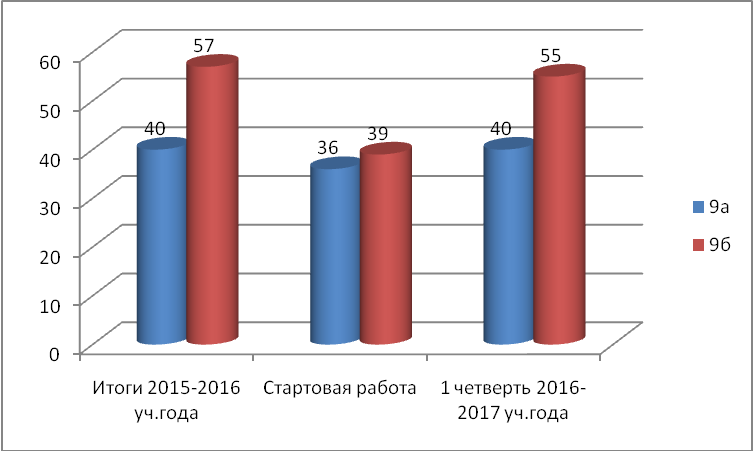 60
50
40
30
20
10
0
40
57
36
39
40
55
Итоги 2015-2016
уч.года
Стартовая работа
1 четверть 2016-
2017 уч.года
9а
9б